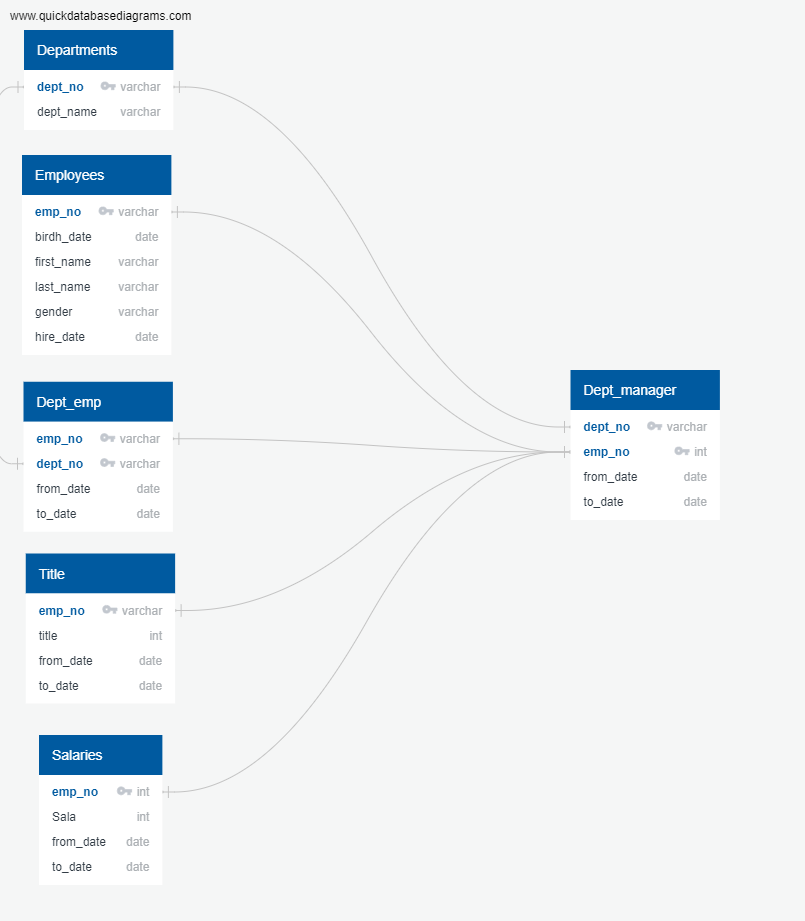 www.quickdatabasediagrams.com
Departments
dept_no varchar
dept_name varchar
Employees
emp_no varchar
birdh_date date
first_name varchar
last_name varchar
gender varchar
hire_date date
Dept_emp
emp_no varchar
dept_no varchar
from_date date
to_date date
Title
emp_no varchar
title int
from_date date
to_date date
Salaries
emp_no int
Sala int
from_date date
to_date date
Dept_manager
dept_no varchar
emp_no int
from_date date
to_date date